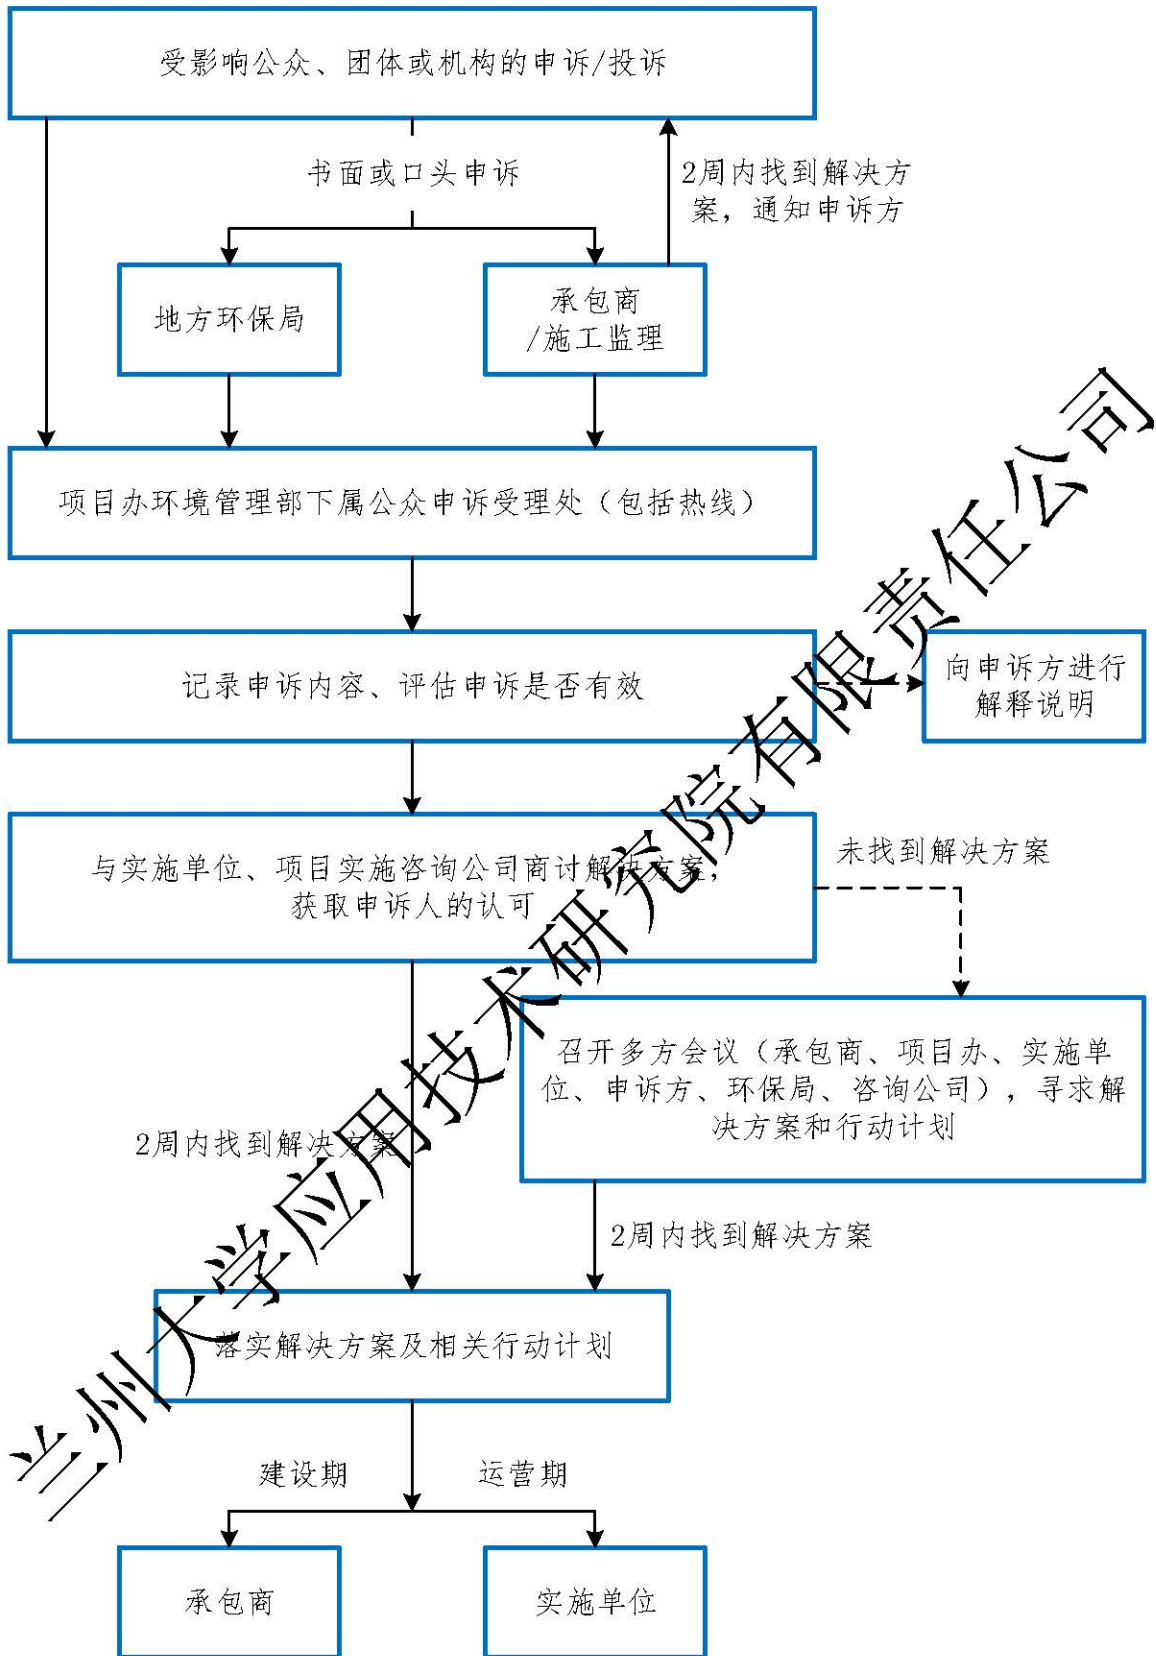 受影响公众、团体或机构的申诉/投诉
书面或口头申诉
2周内找到解决方
案，通知申诉方
地方环保局
承包商
/施工监理
项目办环境管理部下属公众申诉受理处（包括热线）
记录申诉内容、评估申诉是否有效
向申诉方进行
解释说明
与实施单位、项目实施咨询公司商讨解决方案，
获取申诉人的认可
未找到解决方案
召开多方会议（承包商、项目办、实施单
位、申诉方、环保局、咨询公司），寻求解
决方案和行动计划
2周内找到解决方案
2周内找到解决方案
落实解决方案及相关行动计划
建设期
运营期
承包商
实施单位
兰州大学应用技术研究院有限责任公司